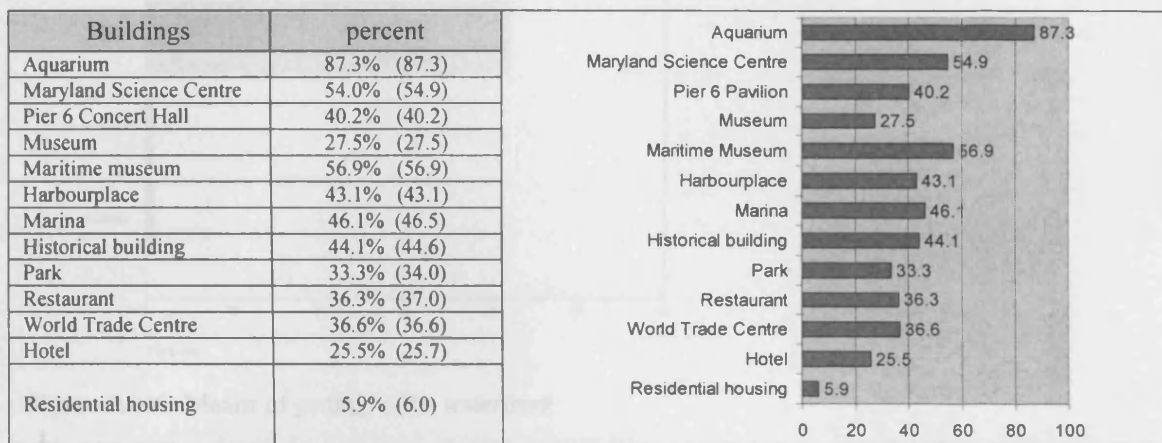 Buildings percent
Aquarium 87.3% (87.3)
Maryland Science Centre 54.0% (54.9)
Pier 6 Concert Hall 40.2% (40.2)
Museum 27.5% (27.5)
Maritime museum 56.9% (56.9)
Harbourplace 43.1% (43.1)
Marina 46.1% (46.5)
Historical building 44.1% (44.6)
Park 33.3% (34.0)
Restaurant 36.3% (37.0)
World Trade Centre 36.6% (36.6)
Hotel 25.5% (25.7)
Residential housing 5.9% (6.0)
Aquarium 87.3
Maryland Science Centre 54.9
Pier 6 Pavilion 40.2
Museum 27.5
Maritime Museum 56.9
Harbourplace 43.1
Marina 46.1
Historical building 44.1
Park 33.3
Restaurant 36.3
World Trade Centre 36.6
Hotel 25.5
Residential housing 5.9
0 20 40 60 80 100